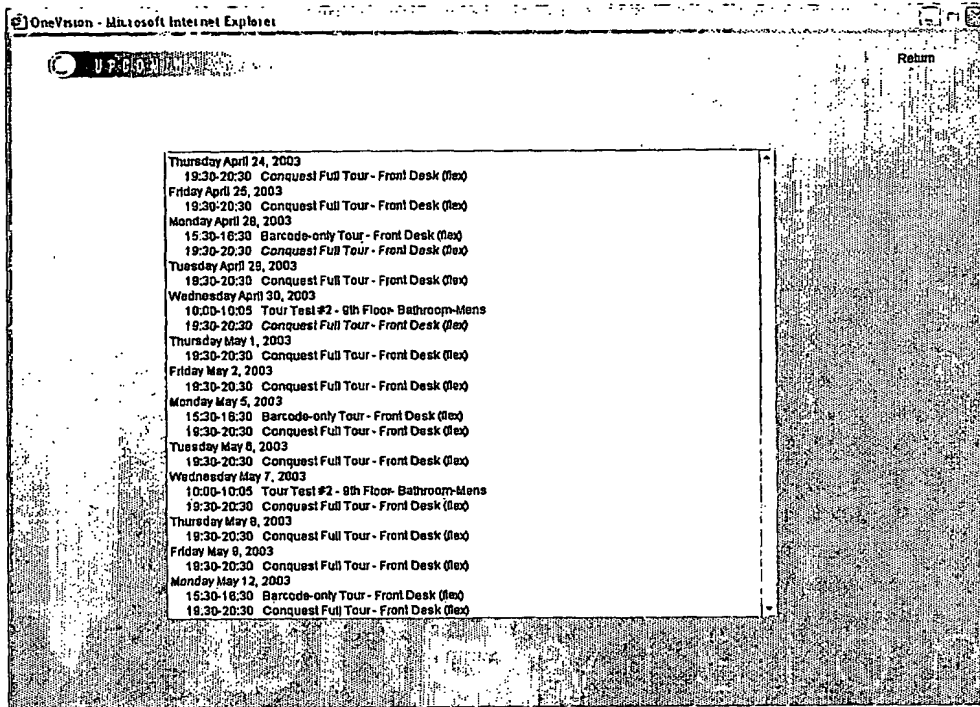 OneVision - Microsoft Internet Explorer
UPCOMING
Return
Thursday April 24, 2003
19:30-20:30 Conquest Full Tour - Front Desk (flex)
Friday April 25, 2003
19:30-20:30 Conquest Full Tour - Front Desk (flex)
Monday April 28, 2003
15:30-16:30 Barcode-only Tour - Front Desk (flex)
19:30-20:30 Conquest Full Tour - Front Desk (flex)
Tuesday April 29, 2003
19:30-20:30 Conquest Full Tour - Front Desk (flex)
Wednesday April 30, 2003
10:00-10:05 Tour Test #2 - 9th Floor- Bathroom-Mens
19:30-20:30 Conquest Full Tour - Front Desk (flex)
Thursday May 1, 2003
19:30-20:30 Conquest Full Tour - Front Desk (flex)
Friday May 2, 2003
19:30-20:30 Conquest Full Tour - Front Desk (flex)
Monday May 5, 2003
15:30-16:30 Barcode-only Tour - Front Desk (flex)
19:30-20:30 Conquest Full Tour - Front Desk (flex)
Tuesday May 6, 2003
19:30-20:30 Conquest Full Tour - Front Desk (flex)
Wednesday May 7, 2003
10:00-10:05 Tour Test #2 - 9th Floor- Bathroom-Mens
19:30-20:30 Conquest Full Tour - Front Desk (flex)
Thursday May 8, 2003
19:30-20:30 Conquest Full Tour - Front Desk (flex)
Friday May 9, 2003
19:30-20:30 Conquest Full Tour - Front Desk (flex)
Monday May 12, 2003
15:30-16:30 Barcode-only Tour - Front Desk (flex)
19:30-20:30 Conquest Full Tour - Front Desk (flex)